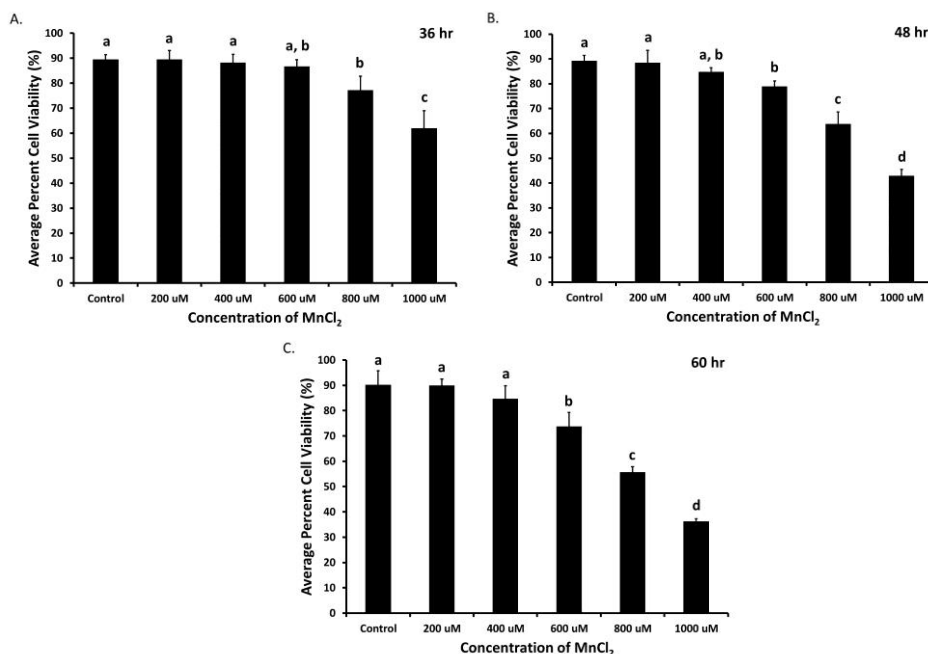 A.
36 hr
Average Percent Cell Viability (%)
100
90
80
70
60
50
40
30
20
10
0
a
a
a
a, b
b
c
Control
200 uM
400 uM
600 uM
800 uM
1000 uM
Concentration of MnCl₂
B.
48 hr
Average Percent Cell Viability (%)
100
90
80
70
60
50
40
30
20
10
0
a
a
a, b
b
c
d
Control
200 uM
400 uM
600 uM
800 uM
1000 uM
Concentration of MnCl₂
C.
60 hr
Average Percent Cell Viability (%)
100
90
80
70
60
50
40
30
20
10
0
a
a
a
b
c
d
Control
200 uM
400 uM
600 uM
800 uM
1000 uM
Concentration of MnCl₂